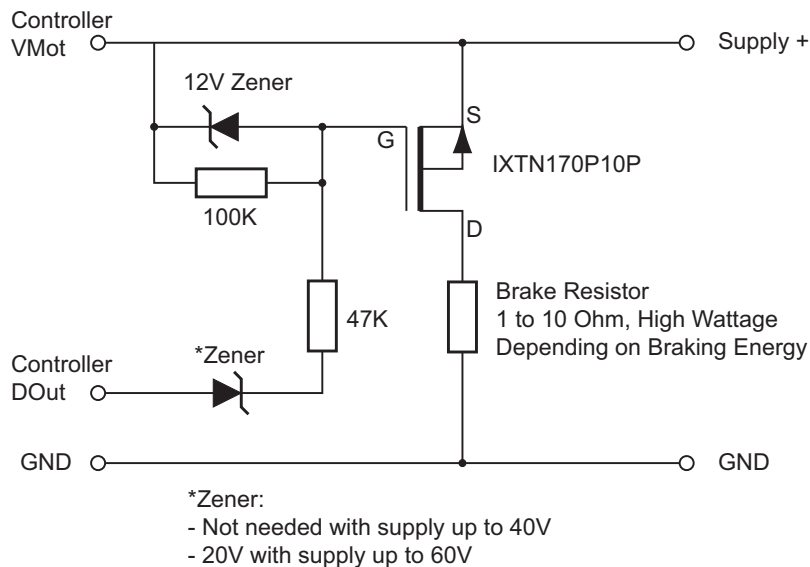 Controller
VMot
Supply +
12V Zener
S
G
IXTN170P10P
100K
D
47K
Brake Resistor
1 to 10 Ohm, High Wattage
Depending on Braking Energy
*Zener
Controller
DOut
GND
GND
*Zener:
- Not needed with supply up to 40V
- 20V with supply up to 60V